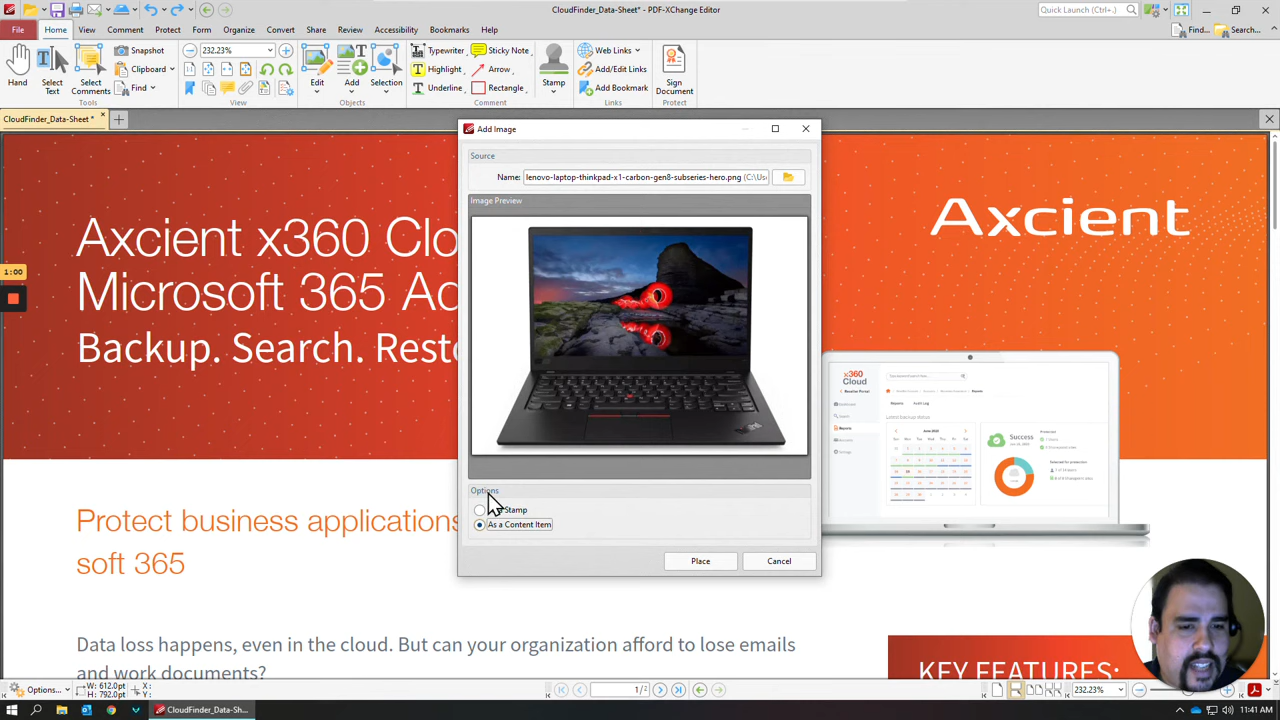 CloudFinder_Data-Sheet* - PDF-XChange Editor
Quick Launch (Ctrl+.)
File Home View Comment Protect Form Organize Convert Share Review Accessibility Bookmarks Help
Find... Search...
Hand
Select Text
Select Comments
Snapshot
Clipboard
Find
Tools
232.23%
View
Edit
Add
Selection
Objects
Typewriter
Highlight
Underline
Sticky Note
Arrow
Rectangle
Stamp
Comment
Web Links
Add/Edit Links
Add Bookmark
Links
Sign Document
Protect
CloudFinder_Data-Sheet *
Add Image
Source
Name: lenovo-laptop-thinkpad-x1-carbon-gen8-subseries-hero.png (C:\Use
Image Preview
Options
Stamp
As a Content Item
Place Cancel
1:00
Axcient x360 Clo
Microsoft 365 Ac
Backup. Search. Resto
Axcient
x360 Cloud
Reports Audit Log
June 2022
Success
Protect business applications
soft 365
Data loss happens, even in the cloud. But can your organization afford to lose emails
and work documents?
KEY FEATURES:
Options...
W: 612.0pt
H: 792.0pt
X:
Y:
1/2
232.23%
CloudFinder_Data-Sh...
11:41 AM